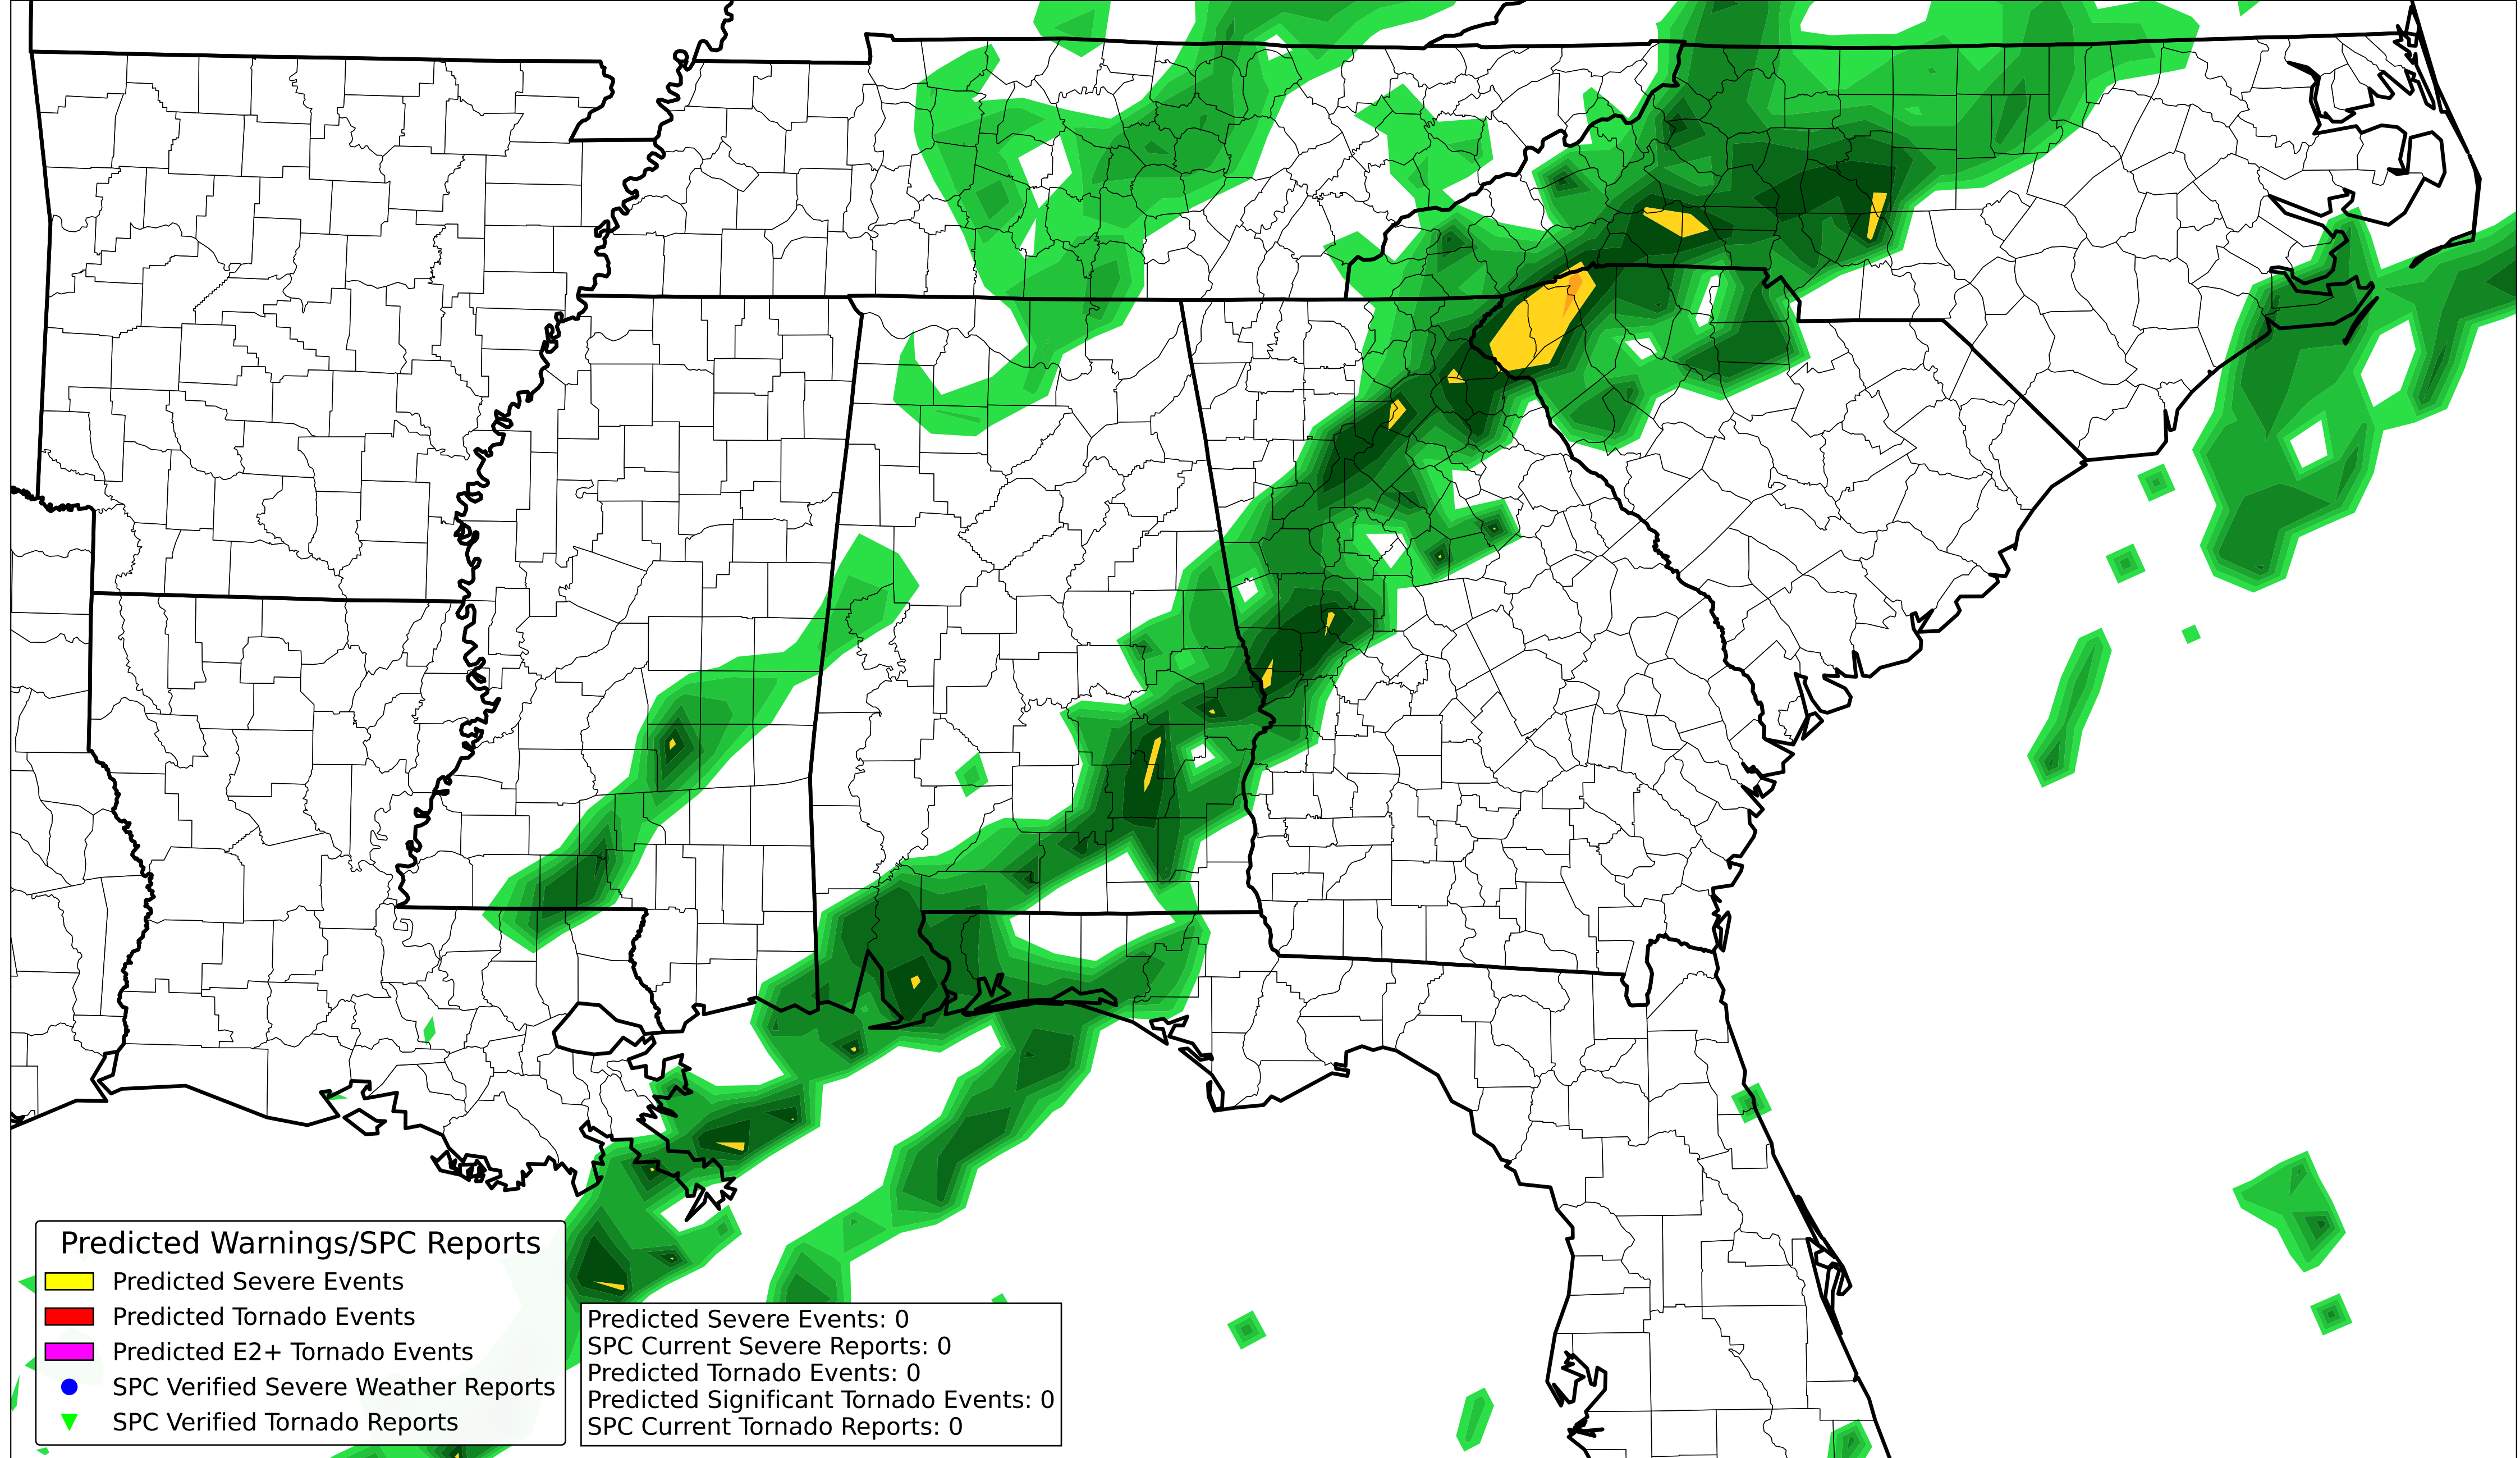 Predicted Warnings/SPC Reports
Predicted Severe Events
Predicted Tornado Events
Predicted E2+ Tornado Events
SPC Verified Severe Weather Reports
SPC Verified Tornado Reports
Predicted Severe Events: 0
SPC Current Severe Reports: 0
Predicted Tornado Events: 0
Predicted Significant Tornado Events: 0
SPC Current Tornado Reports: 0